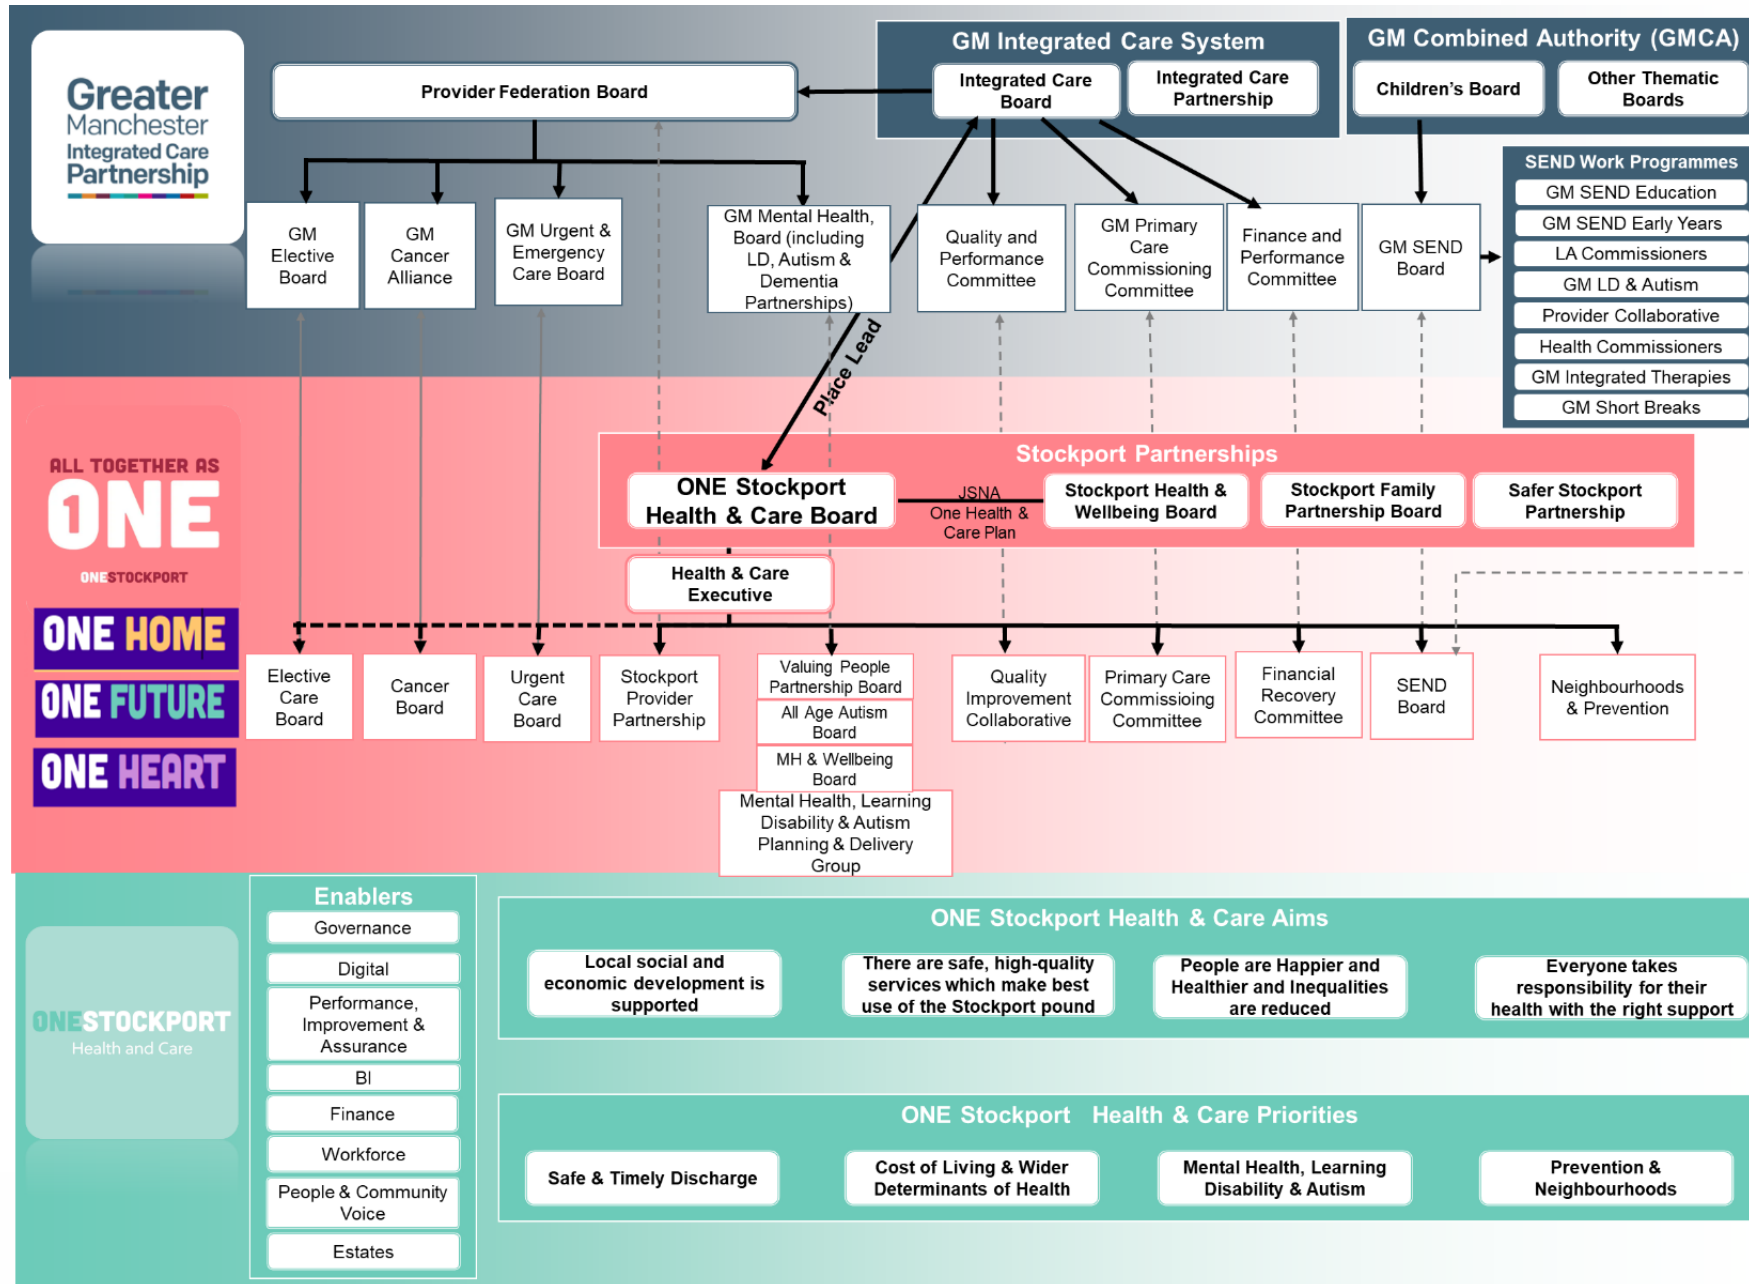 Greater
Manchester
Integrated Care
Partnership
GM Integrated Care System
Integrated Care
Board
Integrated Care
Partnership
GM Combined Authority (GMCA)
Children's Board
Other Thematic
Boards
Provider Federation Board
SEND Work Programmes
GM SEND Education
GM SEND Early Years
LA Commissioners
GM LD & Autism
Provider Collaborative
Health Commissioners
GM Integrated Therapies
GM Short Breaks
GM
Elective
Board
GM
Cancer
Alliance
GM Urgent &
Emergency
Care Board
GM Mental Health,
Board (including
LD, Autism &
Dementia
Partnerships)
Quality and
Performance
Committee
GM Primary
Care
Commissioning
Committee
Finance and
Performance
Committee
GM SEND
Board
Place Lead
ALL TOGETHER AS
ONE
ONESTOCKPORT
ONE HOME
ONE FUTURE
ONE HEART
Stockport Partnerships
ONE Stockport
Health & Care Board
JSNA
One Health &
Care Plan
Stockport Health &
Wellbeing Board
Stockport Family
Partnership Board
Safer Stockport
Partnership
Health & Care
Executive
Elective
Care
Board
Cancer
Board
Urgent
Care
Board
Stockport
Provider
Partnership
Valuing People
Partnership Board
All Age Autism
Board
MH & Wellbeing
Board
Mental Health, Learning
Disability & Autism
Planning & Delivery
Group
Quality
Improvement
Collaborative
Primary Care
Commissioing
Committee
Financial
Recovery
Committee
SEND
Board
Neighbourhoods
& Prevention
ONESTOCKPORT
Health and Care
Enablers
Governance
Digital
Performance,
Improvement &
Assurance
BI
Finance
Workforce
People & Community
Voice
Estates
ONE Stockport Health & Care Aims
Local social and
economic development is
supported
There are safe, high-quality
services which make best
use of the Stockport pound
People are Happier and
Healthier and Inequalities
are reduced
Everyone takes
responsibility for their
health with the right support
ONE Stockport Health & Care Priorities
Safe & Timely Discharge
Cost of Living & Wider
Determinants of Health
Mental Health, Learning
Disability & Autism
Prevention &
Neighbourhoods